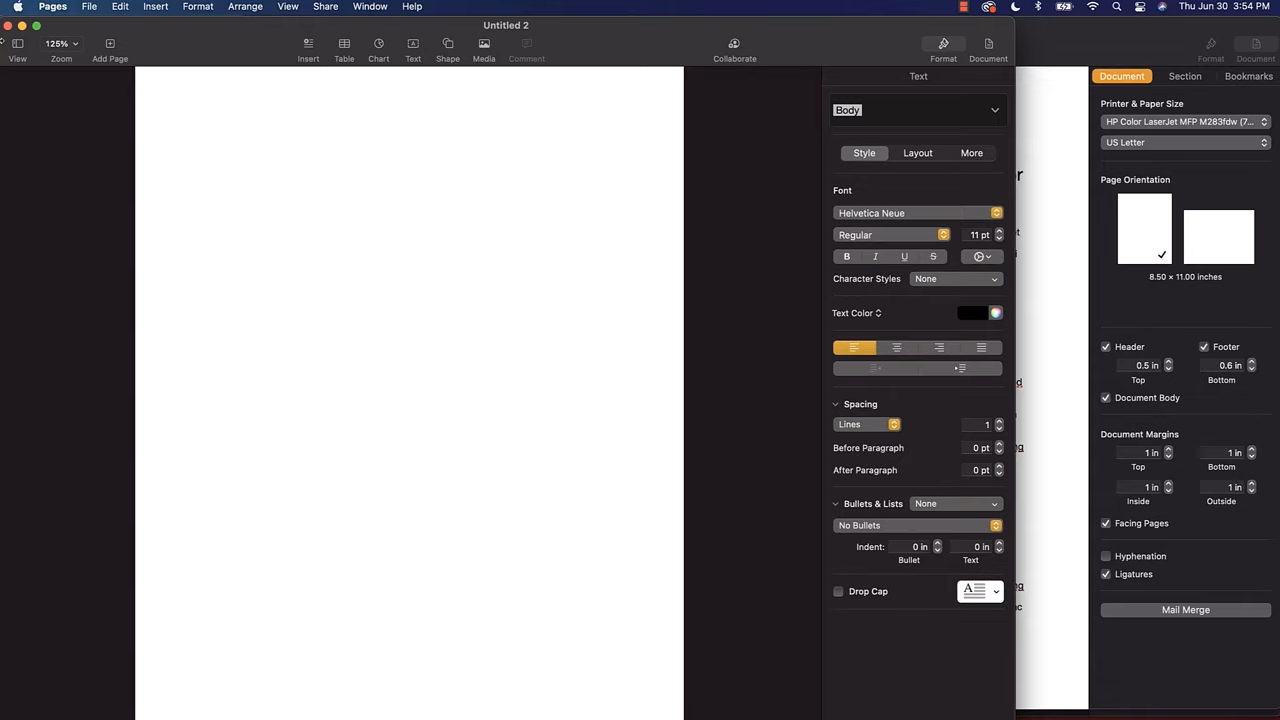 Pages File Edit Insert Format Arrange View Share Window Help Thu Jun 30 3:54 PM
Untitled 2
125%
View Zoom Add Page Insert Table Chart Text Shape Media Comment Collaborate Format Document Format Document
Text
Body
Style Layout More
Font
Helvetica Neue
Regular 11 pt
B I U S
Character Styles None
Text Color
Spacing
Lines 1
Before Paragraph 0 pt
After Paragraph 0 pt
Bullets & Lists None
No Bullets
Indent: 0 in 0 in
Bullet Text
Drop Cap A
Document Section Bookmarks
Printer & Paper Size
HP Color LaserJet MFP M283fdw (7...
US Letter
Page Orientation
8.50 × 11.00 inches
Header Footer
0.5 in 0.6 in
Top Bottom
Document Body
Document Margins
1 in 1 in
Top Bottom
1 in 1 in
Inside Outside
Facing Pages
Hyphenation
Ligatures
Mail Merge